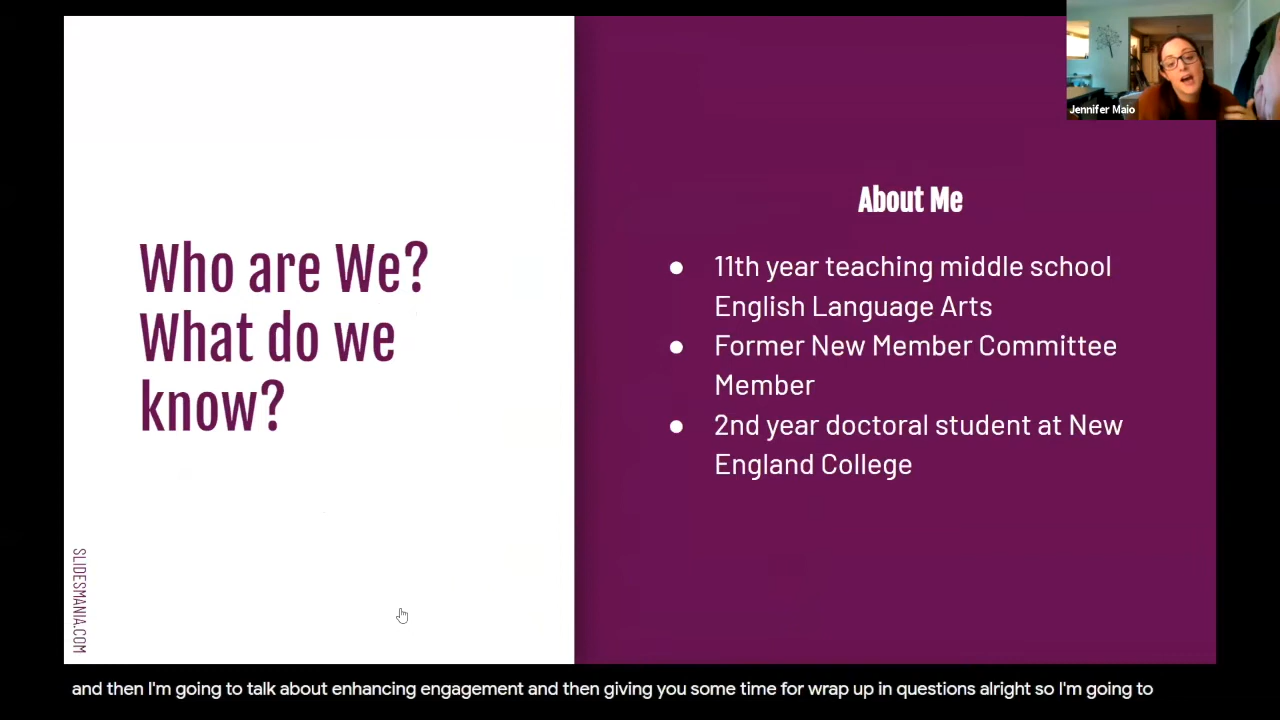 Jennifer Maio
Who are We?
What do we
know?
About Me
● 11th year teaching middle school
English Language Arts
● Former New Member Committee
Member
● 2nd year doctoral student at New
England College
SLIDESMANIA.COM
and then I'm going to talk about enhancing engagement and then giving you some time for wrap up in questions alright so I'm going to